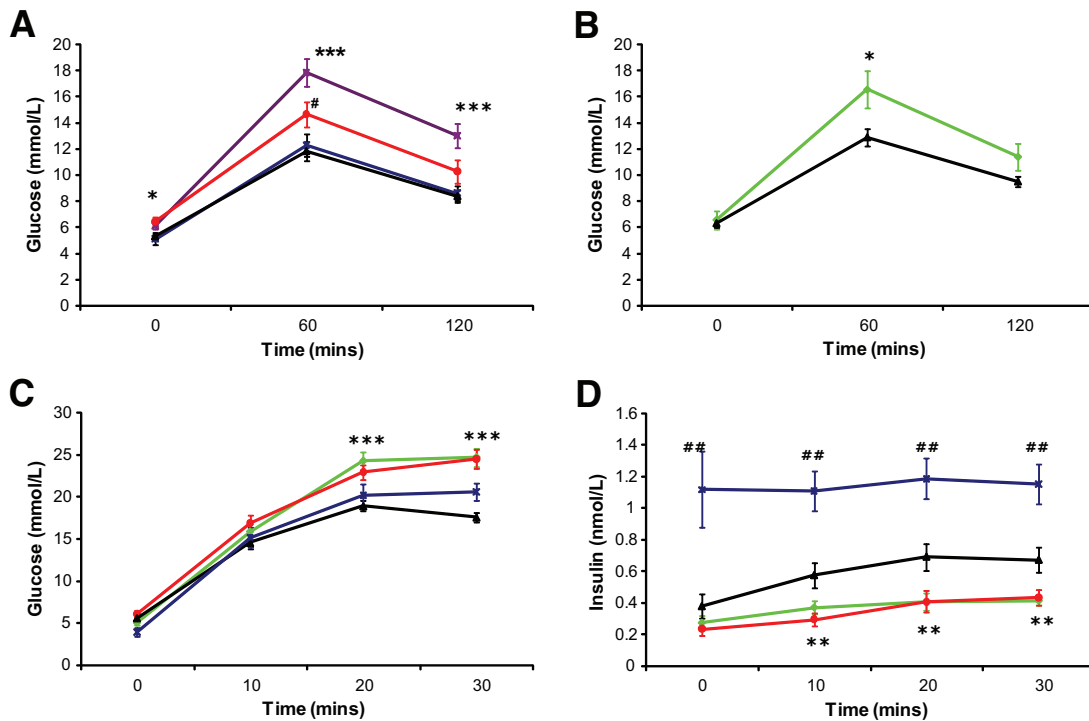 A
Glucose (mmol/L)
20
18
16
14
12
10
8
6
4
2
0
*
***
#
***
0 60 120
Time (mins)
B
Glucose (mmol/L)
20
18
16
14
12
10
8
6
4
2
0
*
0 60 120
Time (mins)
C
Glucose (mmol/L)
30
25
20
15
10
5
0
*** ***
0 10 20 30
Time (mins)
D
Insulin (nmol/L)
1.6
1.4
1.2
1
0.8
0.6
0.4
0.2
0
## ## ## ##
** ** **
0 10 20 30
Time (mins)